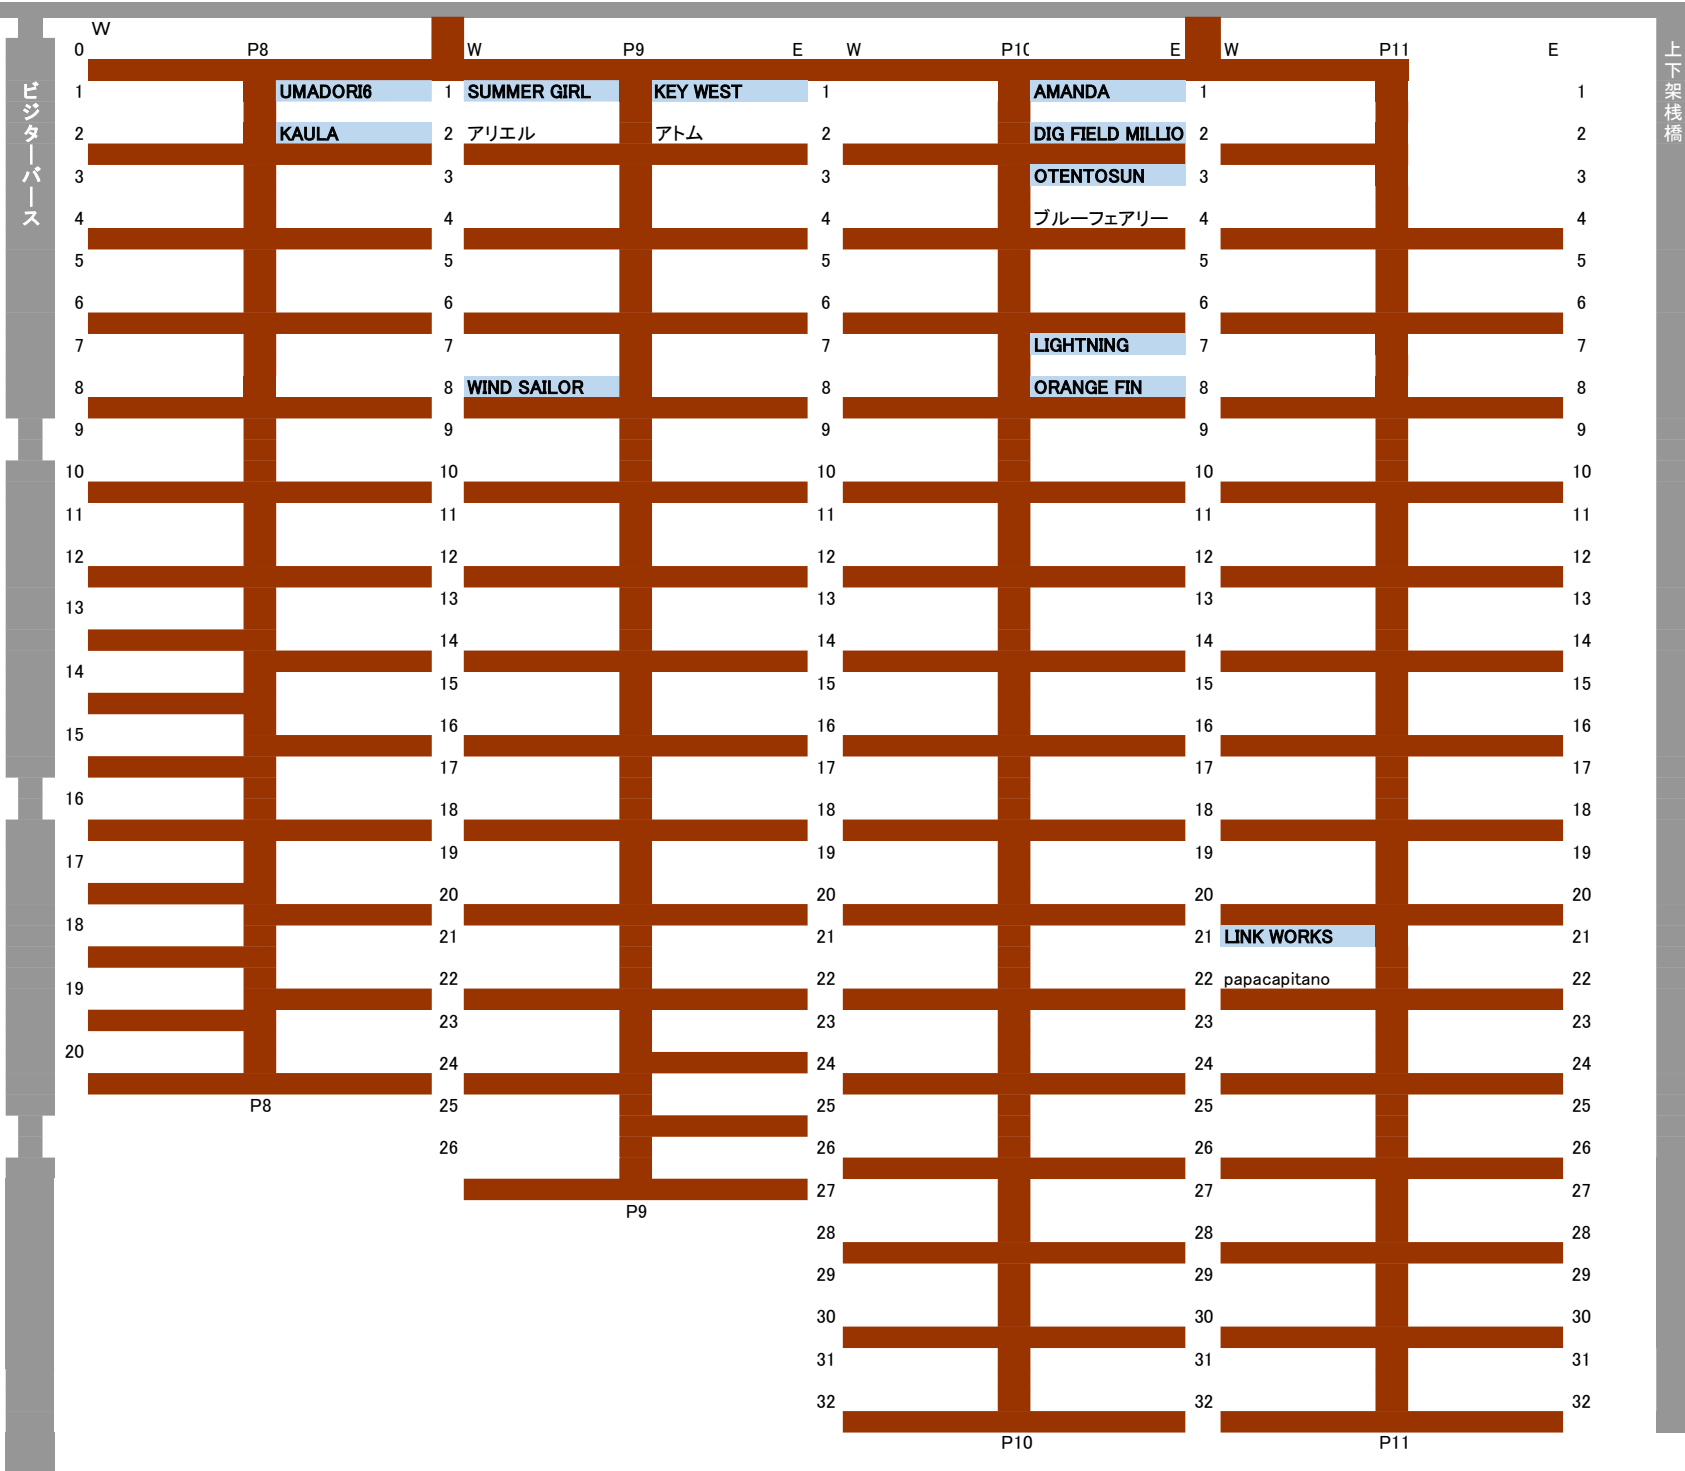 W
0 P8 W P9 E W P10 E W P11 E
1 UMADORI6 1 SUMMER GIRL KEY WEST 1 AMANDA 1 1
2 KAULA 2 アリエル アトム 2 DIG FIELD MILLIO 2 2
3 3 3 OTENTOSUN 3 3
4 4 4 ブルーフェアリー 4 4
5 5 5 5 5
6 6 6 6 6
7 7 7 LIGHTNING 7 7
8 8 WIND SAILOR 8 ORANGE FIN 8 8
9 9 9 9 9
10 10 10 10 10
11 11 11 11 11
12 12 12 12 12
13 13 13 13 13
14 14 14 14
14 15 15 15 15
15 16 16 16 16
17 17 17 17
16 18 18 18 18
17 19 19 19 19
20 20 20 20
18 21 21 21 LINK WORKS 21
19 22 22 22 papacapitano 22
23 23 23 23
20 24 24 24 24
P8 25 25 25 25
26 26 26 26
27 27 27
P9
28 28 28
29 29 29
30 30 30
31 31 31
32 32 32
P10 P11
ビジターバース
上下架桟橋